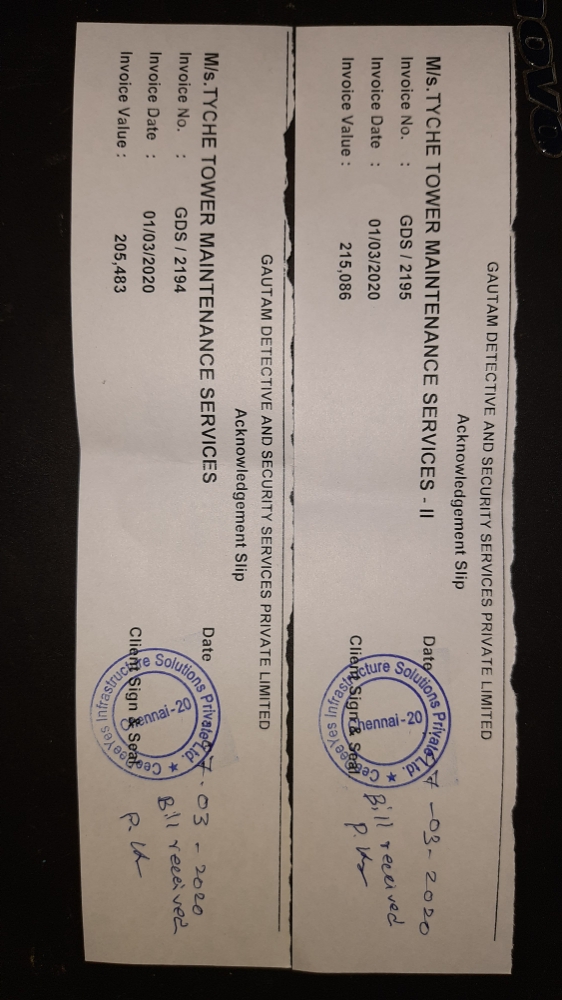 GAUTAM DETECTIVE AND SECURITY SERVICES PRIVATE LIMITED
Acknowledgement Slip
M/s.TYCHE TOWER MAINTENANCE SERVICES - II
Invoice No. : GDS / 2195
Invoice Date : 01/03/2020
Invoice Value : 215,086
Date 7-03-2020
Client Sign & Seal
CeeeYes Infrastructure Solutions Private Ltd. ★
Chennai-20
Bill received
GAUTAM DETECTIVE AND SECURITY SERVICES PRIVATE LIMITED
Acknowledgement Slip
M/s.TYCHE TOWER MAINTENANCE SERVICES
Invoice No. : GDS / 2194
Invoice Date : 01/03/2020
Invoice Value : 205,483
Date 7.03-2020
Client Sign & Seal
CeeeYes Infrastructure Solutions Private Ltd. ★
Chennai-20
Bill received